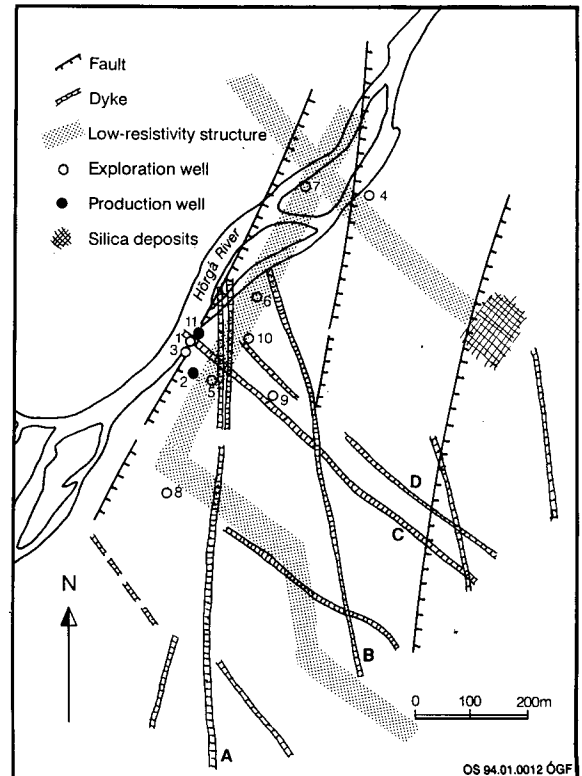 Fault
Dyke
Low-resistivity structure
Exploration well
Production well
Silica deposits
Hörgá River
7
4
6
11
1
10
3
2
5
9
8
D
C
B
A
N
0 100 200m
OS 94.01.0012 ÓGF